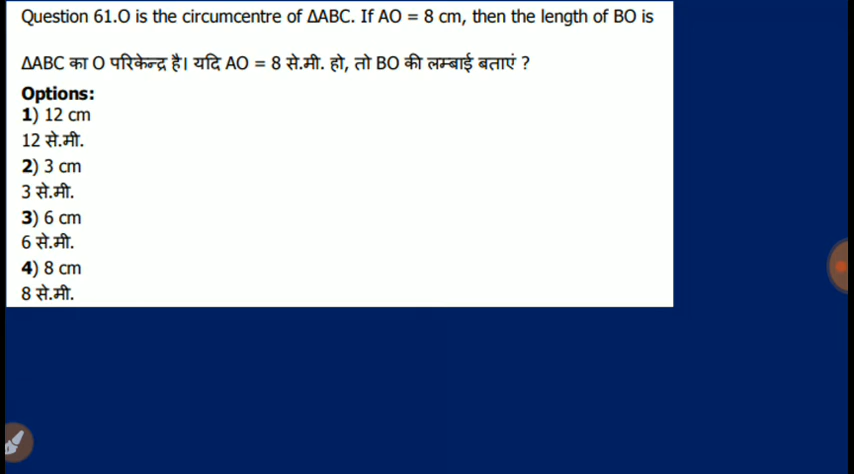 Question 61.O is the circumcentre of ΔABC. If AO = 8 cm, then the length of BO is
ΔABC का O परिकेन्द्र है। यदि AO = 8 से.मी. हो, तो BO की लम्बाई बताएं ?
Options:
1) 12 cm
12 से.मी.
2) 3 cm
3 से.मी.
3) 6 cm
6 से.मी.
4) 8 cm
8 से.मी.